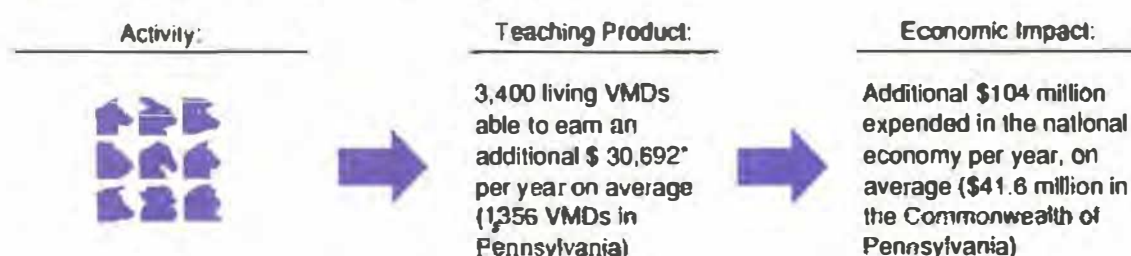 Activity:
Teaching Product:
3,400 living VMDs
able to earn an
additional $ 30,692*
per year on average
(1,356 VMDs in
Pennsylvania)
Economic Impact:
Additional $104 million
expended in the national
economy per year, on
average ($41.6 million in
the Commonwealth of
Pennsylvania)